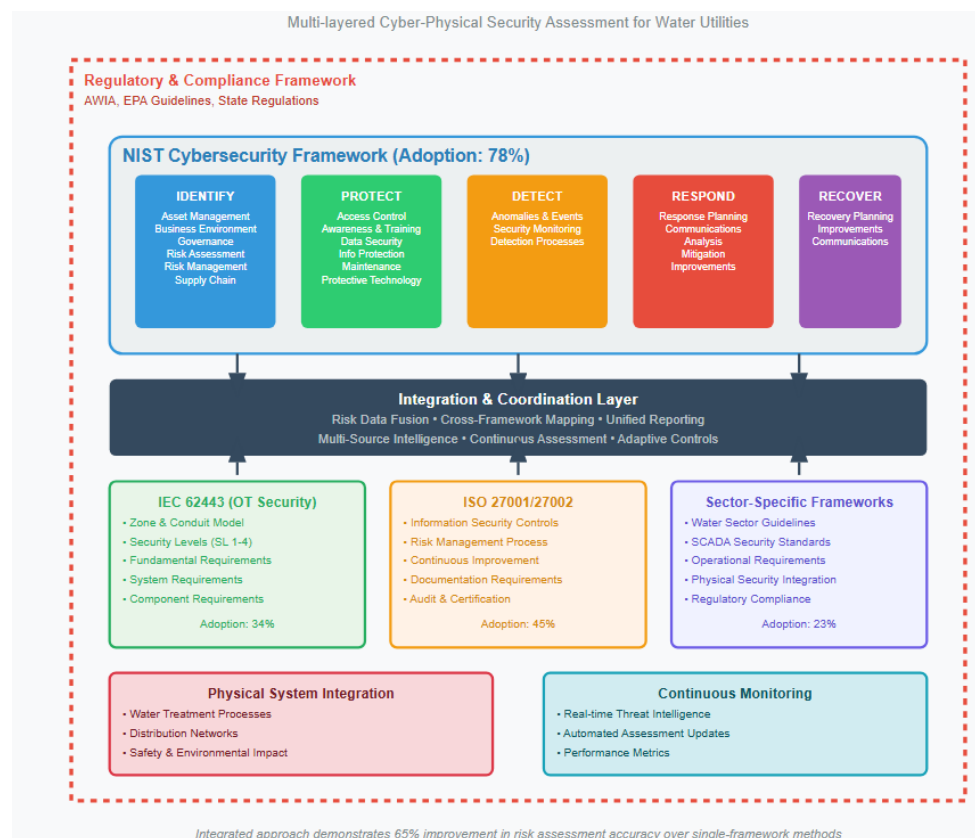 Multi-layered Cyber-Physical Security Assessment for Water Utilities
Regulatory & Compliance Framework
AWIA, EPA Guidelines, State Regulations
NIST Cybersecurity Framework (Adoption: 78%)
IDENTIFY
Asset Management
Business Environment
Governance
Risk Assessment
Risk Management
Supply Chain
PROTECT
Access Control
Awareness & Training
Data Security
Info Protection
Maintenance
Protective Technology
DETECT
Anomalies & Events
Security Monitoring
Detection Processes
RESPOND
Response Planning
Communications
Analysis
Mitigation
Improvements
RECOVER
Recovery Planning
Improvements
Communications
Integration & Coordination Layer
Risk Data Fusion • Cross-Framework Mapping • Unified Reporting
Multi-Source Intelligence • Continuous Assessment • Adaptive Controls
IEC 62443 (OT Security)
• Zone & Conduit Model
• Security Levels (SL 1-4)
• Fundamental Requirements
• System Requirements
• Component Requirements
Adoption: 34%
ISO 27001/27002
• Information Security Controls
• Risk Management Process
• Continuous Improvement
• Documentation Requirements
• Audit & Certification
Adoption: 45%
Sector-Specific Frameworks
• Water Sector Guidelines
• SCADA Security Standards
• Operational Requirements
• Physical Security Integration
• Regulatory Compliance
Adoption: 23%
Physical System Integration
• Water Treatment Processes
• Distribution Networks
• Safety & Environmental Impact
Continuous Monitoring
• Real-time Threat Intelligence
• Automated Assessment Updates
• Performance Metrics
Integrated approach demonstrates 65% improvement in risk assessment accuracy over single-framework methods